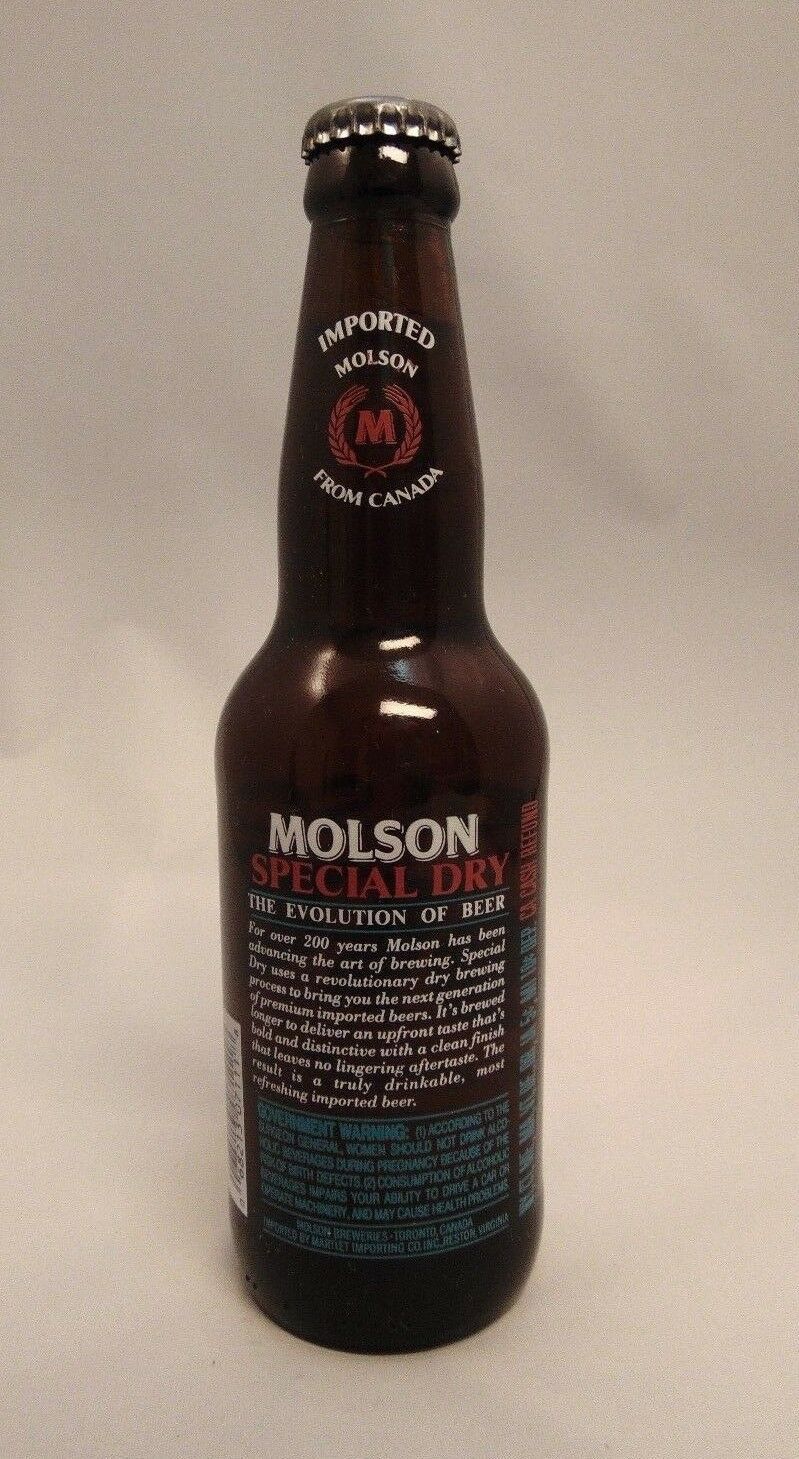 IMPORTED
MOLSON
M
FROM CANADA
MOLSON
SPECIAL DRY
THE EVOLUTION OF BEER
For over 200 years Molson has been
advancing the art of brewing. Special
Dry uses a revolutionary dry brewing
process to bring you the next generation
of premium imported beers. It's brewed
longer to deliver an upfront taste that's
bold and distinctive with a clean finish
that leaves no lingering aftertaste. The
result is a truly drinkable, most
refreshing imported beer.
GOVERNMENT WARNING: (1) ACCORDING TO THE
SURGEON GENERAL, WOMEN SHOULD NOT DRINK ALCO
HOLIC BEVERAGES DURING PREGNANCY BECAUSE OF THE
RISK OF BIRTH DEFECTS. (2) CONSUMPTION OF ALCOHOLIC
BEVERAGES IMPAIRS YOUR ABILITY TO DRIVE A CAR OR
OPERATE MACHINERY, AND MAY CAUSE HEALTH PROBLEMS.
MOLSON BREWERIES-TORONTO, CANADA
IMPORTED BY MARTLET IMPORTING CO. INC., RESTON, VIRGINIA
CA CASH REFUND